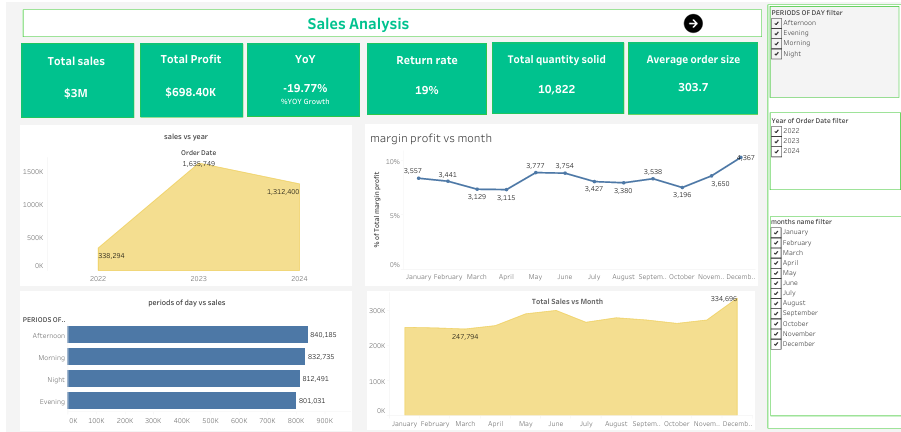 Sales Analysis
Total sales
$3M
Total Profit
$698.40K
YoY
-19.77%
%YOY Growth
Return rate
19%
Total quantity solid
10,822
Average order size
303.7
PERIODS OF DAY filter
Afternoon
Evening
Morning
Night
Year of Order Date filter
2022
2023
2024
months name filter
January
February
March
April
May
June
July
August
September
October
November
December
sales vs year
Order Date
1500K
1000K
500K
0K
338,294
1,635,749
1,312,400
2022 2023 2024
margin profit vs month
% of Total margin profit
10%
5%
0%
3,557 3,441 3,129 3,115 3,777 3,754 3,427 3,380 3,538 3,196 3,650
January February March April May June July August Septem.. October Novem.. Decemb..
periods of day vs sales
PERIODS OF..
Afternoon 840,185
Morning 832,735
Night 812,491
Evening 801,031
0K 100K 200K 300K 400K 500K 600K 700K 800K 900K
Total Sales vs Month
300K
200K
100K
0K
247,794
334,696
January February March April May June July August Septem.. October Novem.. Decemb..